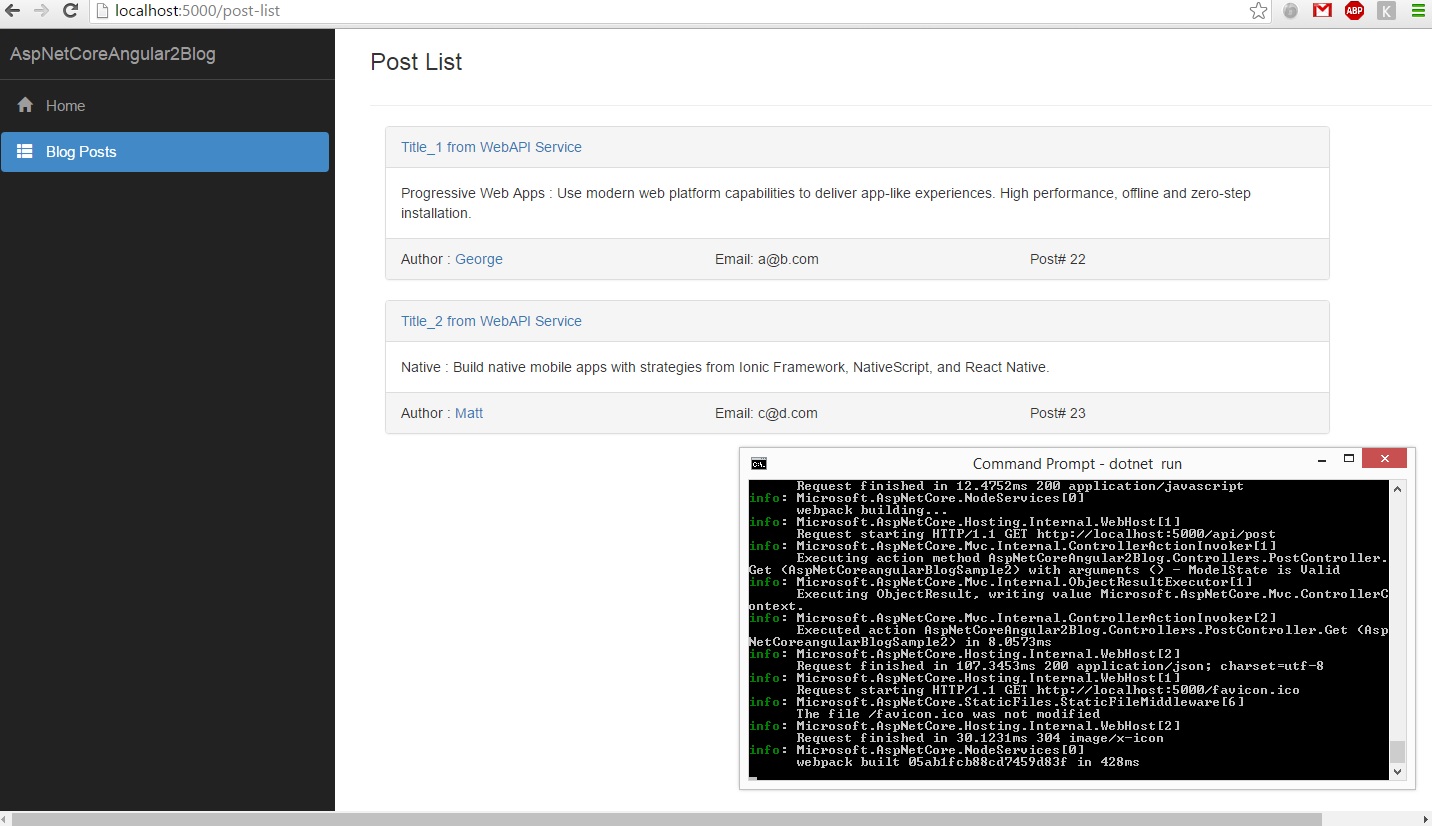 localhost:5000/post-list
ABP
K
AspNetCoreAngular2Blog
Home
Blog Posts
Post List
Title_1 from WebAPI Service
Progressive Web Apps : Use modern web platform capabilities to deliver app-like experiences. High performance, offline and zero-step
installation.
Author : George Email: a@b.com Post# 22
Title_2 from WebAPI Service
Native : Build native mobile apps with strategies from Ionic Framework, NativeScript, and React Native.
Author : Matt Email: c@d.com Post# 23
C:\.
Command Prompt - dotnet  run
Request finished in 12.4752ms 200 application/javascript
info: Microsoft.AspNetCore.NodeServices[0]
webpack building...
info: Microsoft.AspNetCore.Hosting.Internal.WebHost[1]
Request starting HTTP/1.1 GET http://localhost:5000/api/post
info: Microsoft.AspNetCore.Mvc.Internal.ControllerActionInvoker[1]
Executing action method AspNetCoreAngular2Blog.Controllers.PostController.
Get (AspNetCoreangularBlogSample2) with arguments () - ModelState is Valid
info: Microsoft.AspNetCore.Mvc.Internal.ObjectResultExecutor[1]
Executing ObjectResult, writing value Microsoft.AspNetCore.Mvc.ControllerC
ontext.
info: Microsoft.AspNetCore.Mvc.Internal.ControllerActionInvoker[2]
Executed action AspNetCoreAngular2Blog.Controllers.PostController.Get (Asp
NetCoreangularBlogSample2) in 8.0573ms
info: Microsoft.AspNetCore.Hosting.Internal.WebHost[2]
Request finished in 107.3453ms 200 application/json; charset=utf-8
info: Microsoft.AspNetCore.Hosting.Internal.WebHost[1]
Request starting HTTP/1.1 GET http://localhost:5000/favicon.ico
info: Microsoft.AspNetCore.StaticFiles.StaticFileMiddleware[6]
The file /favicon.ico was not modified
info: Microsoft.AspNetCore.Hosting.Internal.WebHost[2]
Request finished in 30.1231ms 304 image/x-icon
info: Microsoft.AspNetCore.NodeServices[0]
webpack built 05ab1fcb88cd7459d83f in 428ms